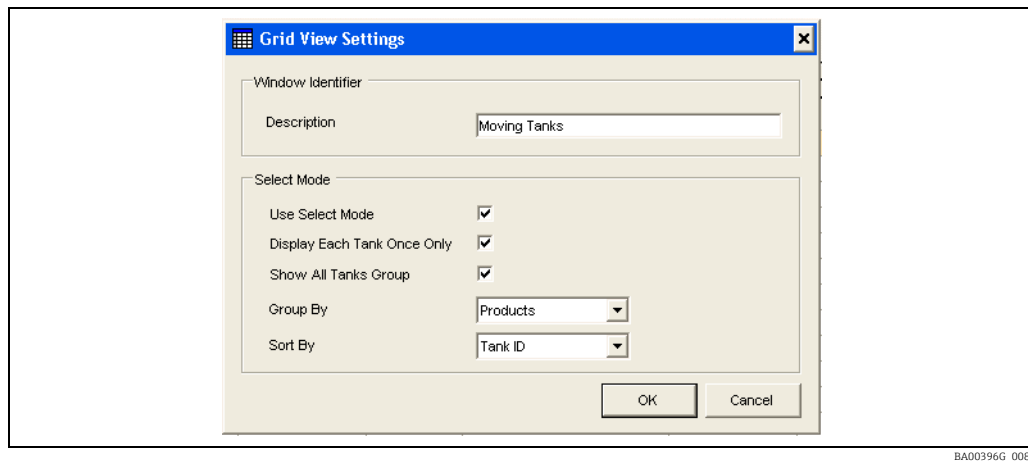 Grid View Settings
Window Identifier
Description Moving Tanks
Select Mode
Use Select Mode
Display Each Tank Once Only
Show All Tanks Group
Group By Products
Sort By Tank ID
OK Cancel
BA00396G_008